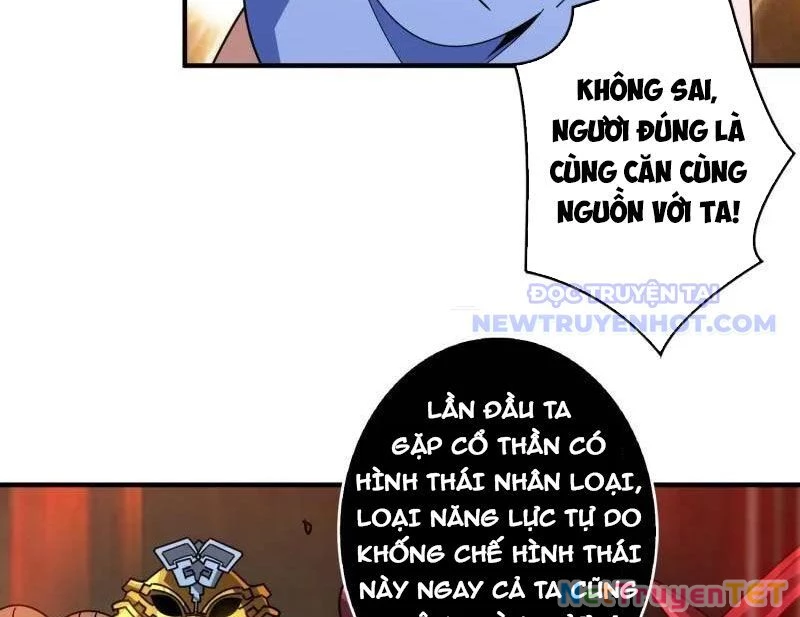 KHÔNG SAI,
NGƯƠI ĐÚNG LÀ
CÙNG CĂN CÙNG
NGUỒN VỚI TA!
ĐỌC TRUYỆN TẠI
NEWTRUYENHOT.COM
LẦN ĐẦU TA
GẶP CỔ THẦN CÓ
HÌNH THÁI NHÂN LOẠI,
LOẠI NĂNG LỰC TỰ DO
KHỐNG CHẾ HÌNH THÁI
NÀY NGAY CẢ TA CŨNG
NetTruyenTET